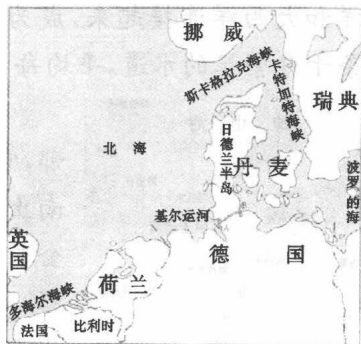 挪威
斯卡格拉克海峡
卡特加特海峡
瑞典
北海
日德兰半岛
丹麦
波罗的海
基尔运河
英国
德国
荷兰
多海尔海峡
法国
比利时